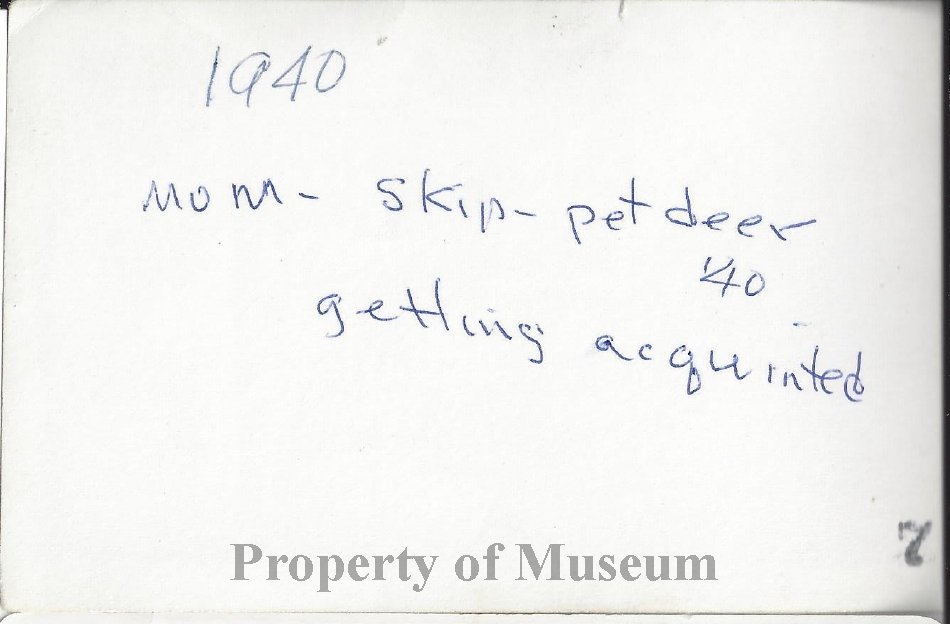 1940
Mom- Skip- pet deer
'40
getting acquinted
7
Property of Museum